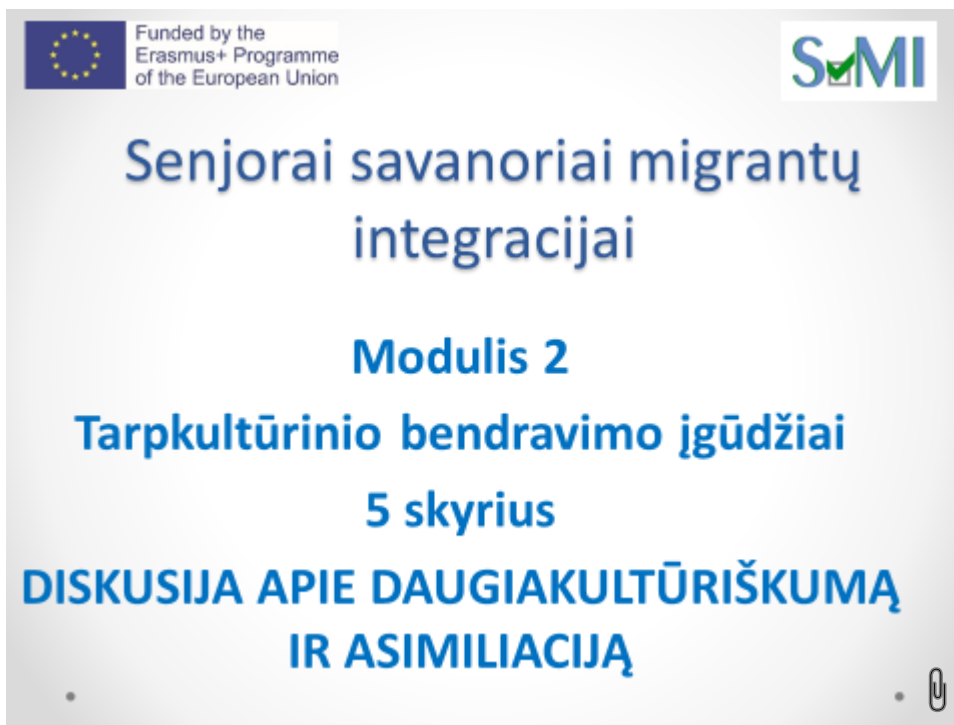 Funded by the
Erasmus+ Programme
of the European Union
SvMI
Senjorai savanoriai migrantų
integracijai
Modulis 2
Tarpkultūrinio bendravimo įgūdžiai
5 skyrius
DISKUSIJA APIE DAUGIAKULTŪRIŠKUMĄ
IR ASIMILIACIJĄ